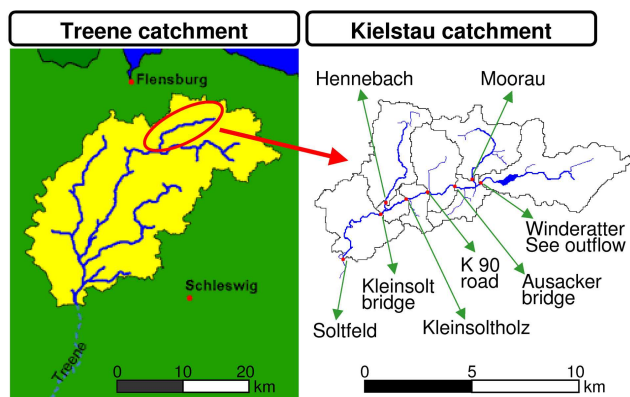 Treene catchment
Kielstau catchment
Flensburg
Schleswig
Treene
0 10 20
km
Hennebach
Moorau
Winderatter
See outflow
K 90
road
Ausacker
bridge
Kleinsolt
bridge
Soltfeld
Kleinsoltholz
0 5 10
km